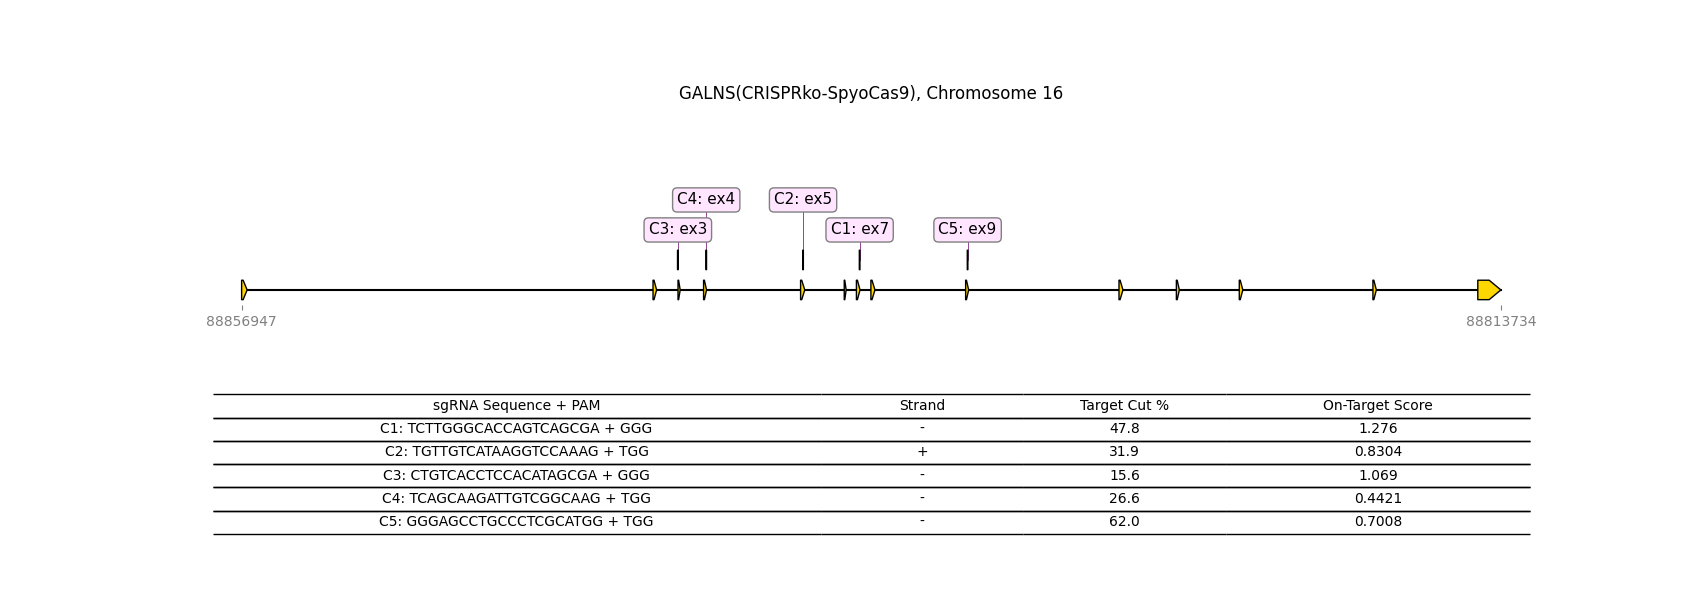 GALNS(CRISPRko-SpyoCas9), Chromosome 16
C4: ex4 C2: ex5
C3: ex3 C1: ex7 C5: ex9
88856947 88813734
sgRNA Sequence + PAM Strand Target Cut % On-Target Score
C1: TCTTGGGCACCAGTCAGCGA + GGG - 47.8 1.276
C2: TGTTGTCATAAGGTCCAAAG + TGG + 31.9 0.8304
C3: CTGTCACCTCCACATAGCGA + GGG - 15.6 1.069
C4: TCAGCAAGATTGTCGGCAAG + TGG - 26.6 0.4421
C5: GGGAGCCTGCCCTCGCATGG + TGG - 62.0 0.7008